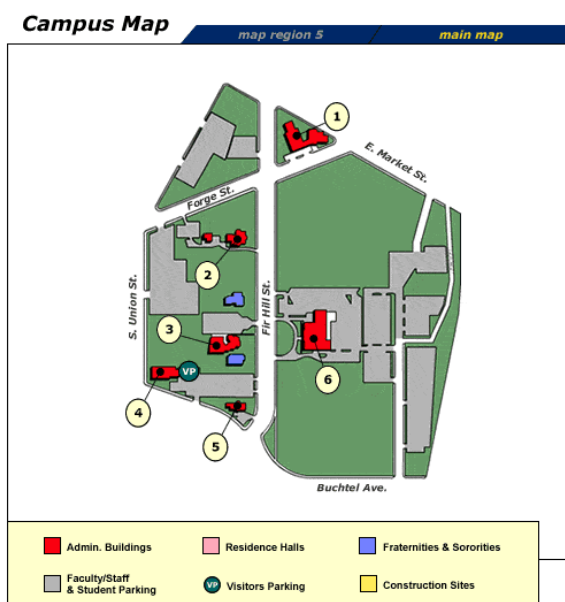 Campus Map
map region 5
main map
1
E. Market St.
Forge St.
2
S. Union St.
Fir Hill St.
3
VP
4
6
5
Buchtel Ave.
Admin. Buildings
Residence Halls
Fraternities & Sororities
Faculty/Staff
& Student Parking
VP
Visitors Parking
Construction Sites